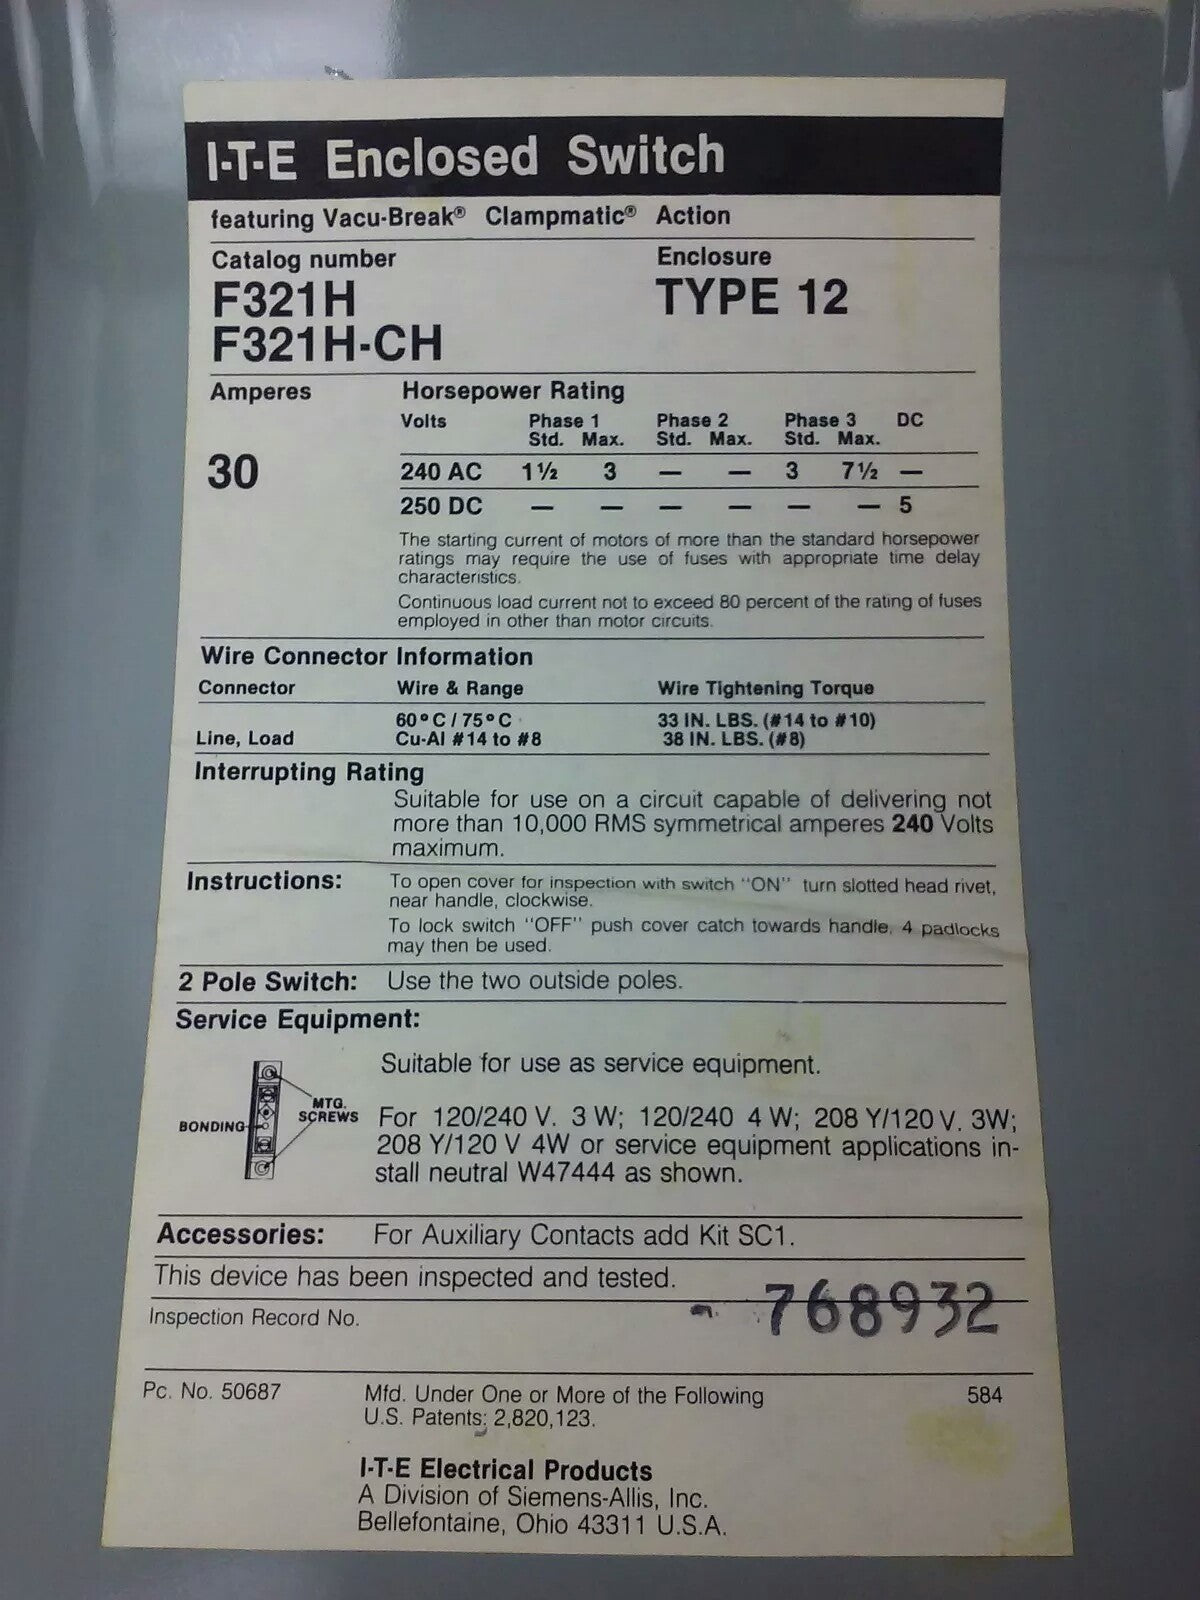 I-T-E Enclosed Switch
featuring Vacu-Break® Clampmatic® Action
Catalog number Enclosure
F321H TYPE 12
F321H-CH
Amperes Horsepower Rating
Volts Phase 1 Phase 2 Phase 3 DC
Std. Max. Std. Max. Std. Max.
30 240 AC 1½ 3 — — 3 7½ —
250 DC — — — — — — 5
The starting current of motors of more than the standard horsepower
ratings may require the use of fuses with appropriate time delay
characteristics.
Continuous load current not to exceed 80 percent of the rating of fuses
employed in other than motor circuits.
Wire Connector Information
Connector Wire & Range Wire Tightening Torque
60°C / 75°C 33 IN. LBS. (#14 to #10)
Line, Load Cu-Al #14 to #8 38 IN. LBS. (#8)
Interrupting Rating
Suitable for use on a circuit capable of delivering not
more than 10,000 RMS symmetrical amperes 240 Volts
maximum.
Instructions: To open cover for inspection with switch "ON" turn slotted head rivet,
near handle, clockwise.
To lock switch "OFF" push cover catch towards handle. 4 padlocks
may then be used.
2 Pole Switch: Use the two outside poles.
Service Equipment:
Suitable for use as service equipment.
MTG.
SCREWS
BONDING
For 120/240 V. 3 W; 120/240 4 W; 208 Y/120 V. 3W;
208 Y/120 V 4W or service equipment applications in-
stall neutral W47444 as shown.
Accessories: For Auxiliary Contacts add Kit SC1.
This device has been inspected and tested.
Inspection Record No. 768932
Pc. No. 50687 Mfd. Under One or More of the Following 584
U.S. Patents: 2,820,123.
I-T-E Electrical Products
A Division of Siemens-Allis, Inc.
Bellefontaine, Ohio 43311 U.S.A.